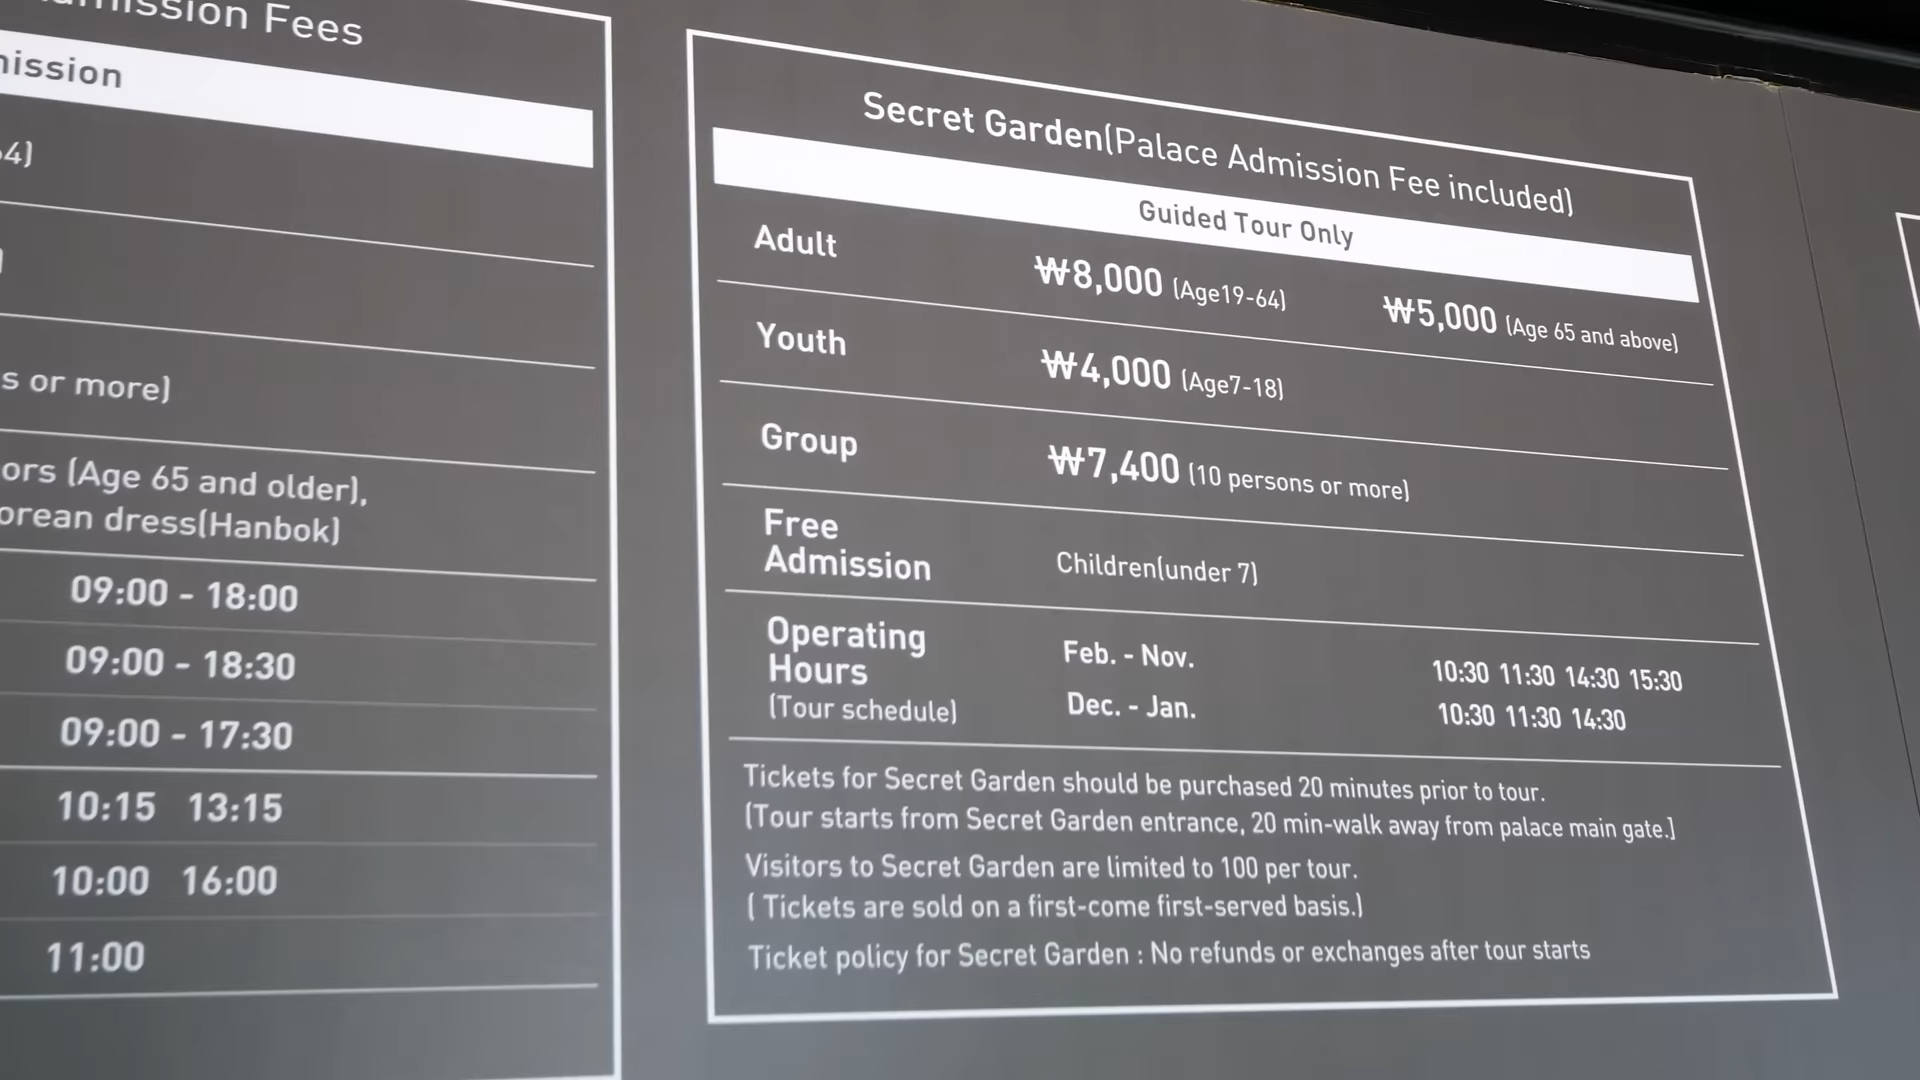 Admission Fees
mission
64)
)
s or more)
ors (Age 65 and older),
orean dress(Hanbok)
09:00 - 18:00
09:00 - 18:30
09:00 - 17:30
10:15 13:15
10:00 16:00
11:00
Secret Garden(Palace Admission Fee included)
Guided Tour Only
Adult ₩8,000 (Age19-64) ₩5,000 (Age 65 and above)
Youth ₩4,000 (Age7-18)
Group ₩7,400 (10 persons or more)
Free
Admission
Children(under 7)
Operating
Hours
(Tour schedule)
Feb. - Nov. 10:30 11:30 14:30 15:30
Dec. - Jan. 10:30 11:30 14:30
Tickets for Secret Garden should be purchased 20 minutes prior to tour.
(Tour starts from Secret Garden entrance, 20 min-walk away from palace main gate.)
Visitors to Secret Garden are limited to 100 per tour.
( Tickets are sold on a first-come first-served basis.)
Ticket policy for Secret Garden : No refunds or exchanges after tour starts